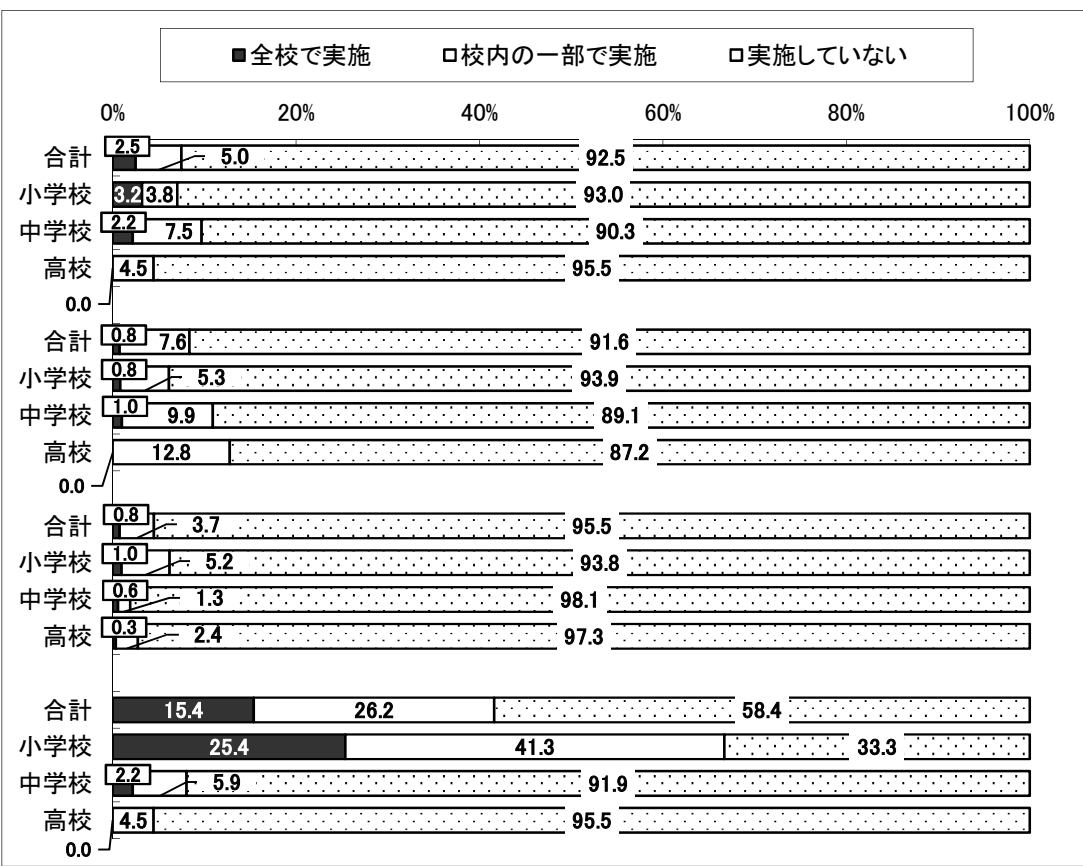 ■全校で実施 □校内の一部で実施 □実施していない
0% 20% 40% 60% 80% 100%
合計 2.5 5.0 92.5
小学校 3.2 3.8 93.0
中学校 2.2 7.5 90.3
高校 4.5 95.5
0.0
合計 0.8 7.6 91.6
小学校 0.8 5.3 93.9
中学校 1.0 9.9 89.1
高校 12.8 87.2
0.0
合計 0.8 3.7 95.5
小学校 1.0 5.2 93.8
中学校 0.6 1.3 98.1
高校 0.3 2.4 97.3
合計 15.4 26.2 58.4
小学校 25.4 41.3 33.3
中学校 2.2 5.9 91.9
高校 4.5 95.5
0.0